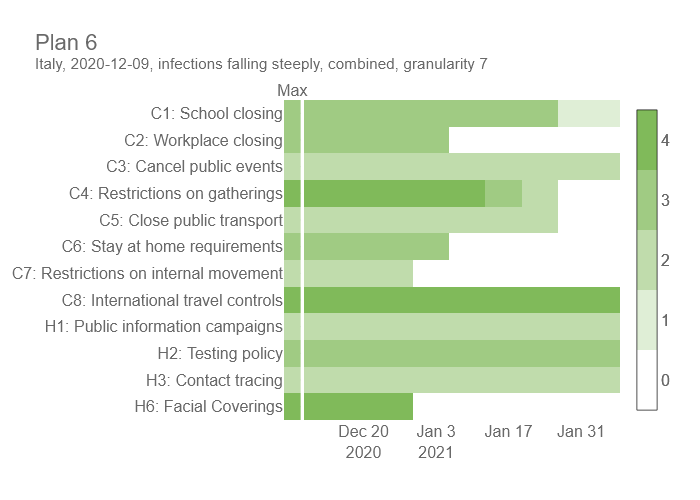 Plan 6
Italy, 2020-12-09, infections falling steeply, combined, granularity 7
Max
C1: School closing
C2: Workplace closing
C3: Cancel public events
C4: Restrictions on gatherings
C5: Close public transport
C6: Stay at home requirements
C7: Restrictions on internal movement
C8: International travel controls
H1: Public information campaigns
H2: Testing policy
H3: Contact tracing
H6: Facial Coverings
Dec 20 Jan 3 Jan 17 Jan 31
2020 2021
4
3
2
1
0